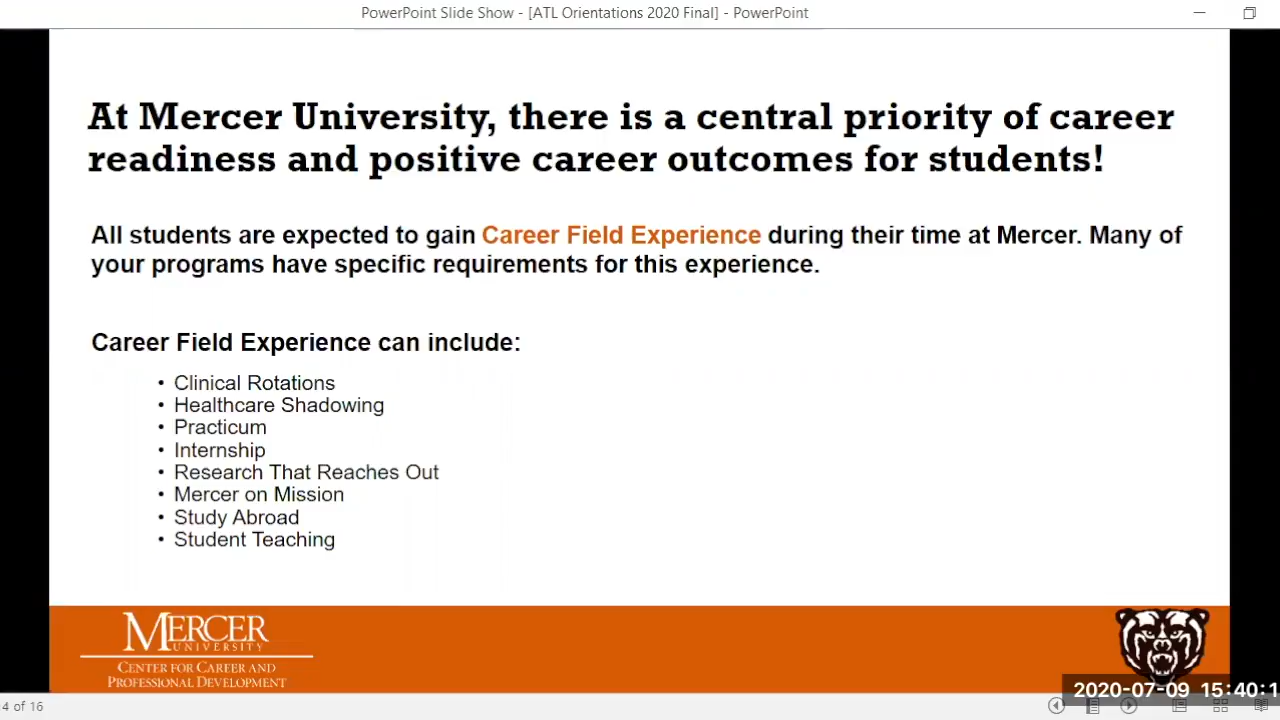 PowerPoint Slide Show - [ATL Orientations 2020 Final] - PowerPoint
At Mercer University, there is a central priority of career
readiness and positive career outcomes for students!
All students are expected to gain Career Field Experience during their time at Mercer. Many of
your programs have specific requirements for this experience.
Career Field Experience can include:
• Clinical Rotations
• Healthcare Shadowing
• Practicum
• Internship
• Research That Reaches Out
• Mercer on Mission
• Study Abroad
• Student Teaching
MERCER
UNIVERSITY
CENTER FOR CAREER AND
PROFESSIONAL DEVELOPMENT
2020-07-09 15:40:1
4 of 16